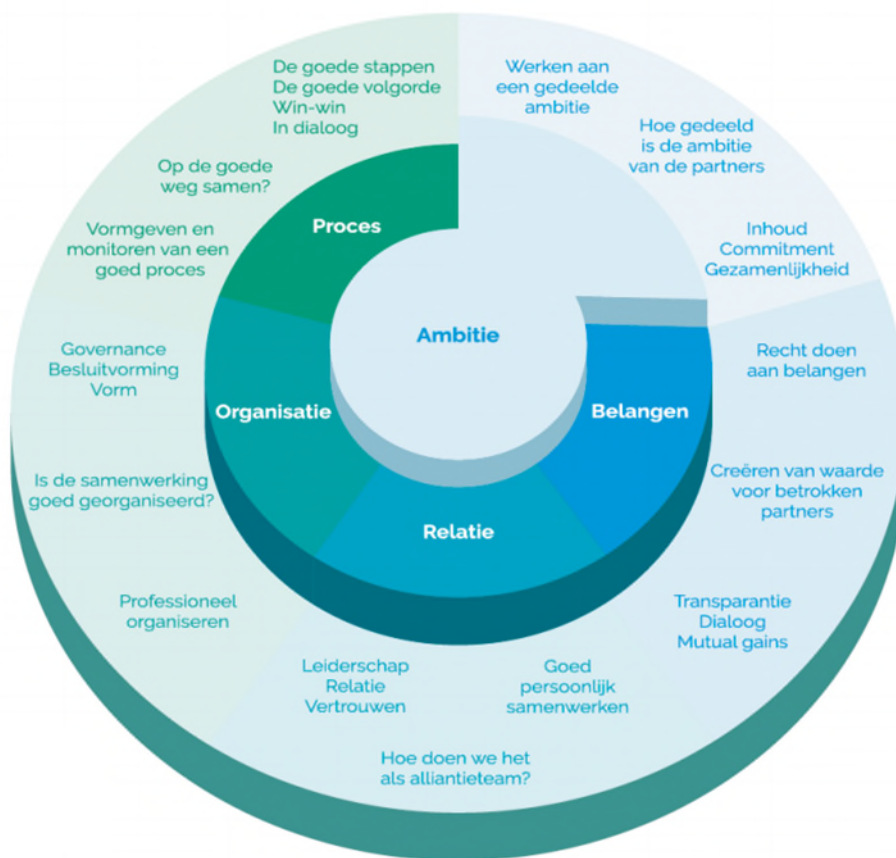 De goede stappen
De goede volgorde
Win-win
In dialoog
Op de goede
weg samen?
Vormgeven en
monitoren van een
goed proces
Werken aan
een gedeelde
ambitie
Hoe gedeeld
is de ambitie
van de partners
Inhoud
Commitment
Gezamenlijkheid
Proces
Ambitie
Organisatie
Belangen
Relatie
Governance
Besluitvorming
Vorm
Is de samenwerking
goed georganiseerd?
Professioneel
organiseren
Recht doen
aan belangen
Creëren van waarde
voor betrokken
partners
Transparantie
Dialoog
Mutual gains
Leiderschap
Relatie
Vertrouwen
Goed
persoonlijk
samenwerken
Hoe doen we het
als alliantieteam?